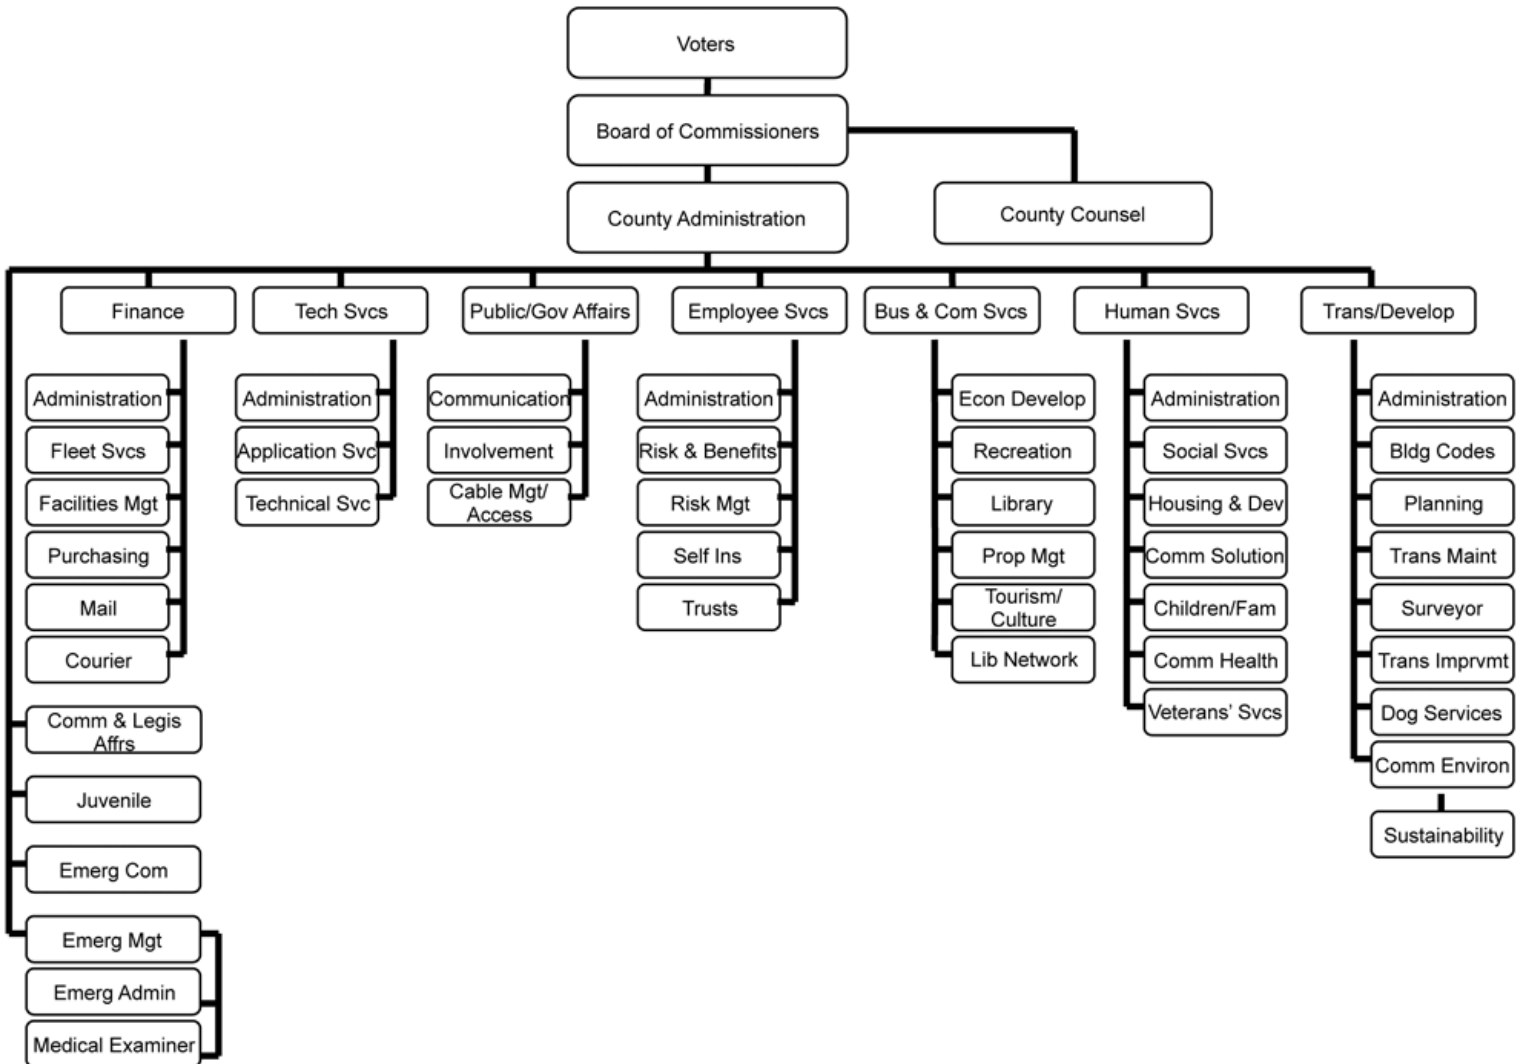 Voters
Board of Commissioners
County Administration
County Counsel
Finance
Tech Svcs
Public/Gov Affairs
Employee Svcs
Bus & Com Svcs
Human Svcs
Trans/Develop
Administration
Fleet Svcs
Facilities Mgt
Purchasing
Mail
Courier
Administration
Application Svc
Technical Svc
Communication
Involvement
Cable Mgt/
Access
Administration
Risk & Benefits
Risk Mgt
Self Ins
Trusts
Econ Develop
Recreation
Library
Prop Mgt
Tourism/
Culture
Lib Network
Administration
Social Svcs
Housing & Dev
Comm Solution
Children/Fam
Comm Health
Veterans’ Svcs
Administration
Bldg Codes
Planning
Trans Maint
Surveyor
Trans Imprvmt
Dog Services
Comm Environ
Sustainability
Comm & Legis
Affrs
Juvenile
Emerg Com
Emerg Mgt
Emerg Admin
Medical Examiner